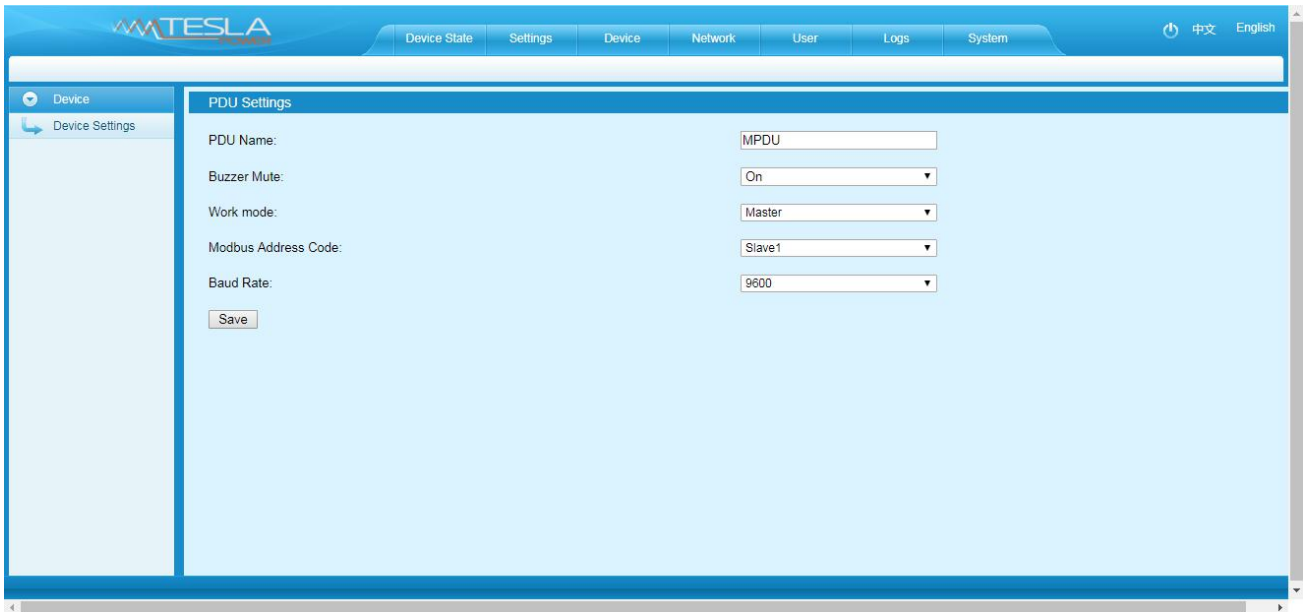 TESLA
POWER
Device State Settings Device Network User Logs System
中文 English
Device
Device Settings
PDU Settings
PDU Name: MPDU
Buzzer Mute: On
Work mode: Master
Modbus Address Code: Slave1
Baud Rate: 9600
Save